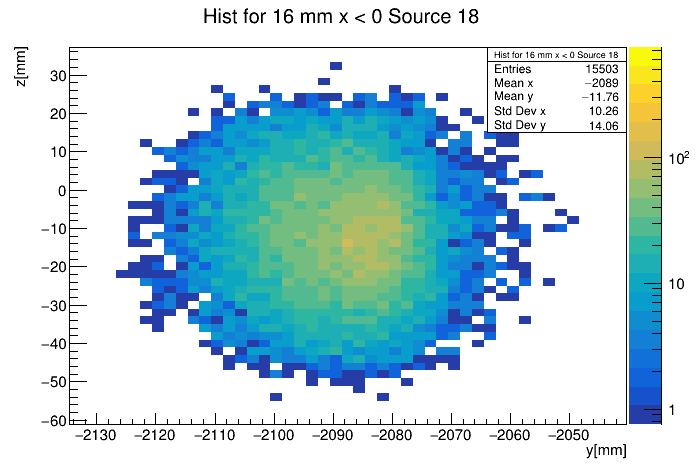 Hist for 16 mm x < 0 Source 18
z[mm]
Hist for 16 mm x < 0 Source 18
Entries 15503
Mean x −2089
Mean y −11.76
Std Dev x 10.26
Std Dev y 14.06
30
20
10
0
−10
−20
−30
−40
−50
−60
−2130 −2120 −2110 −2100 −2090 −2080 −2070 −2060 −2050
y[mm]
10²
10
1